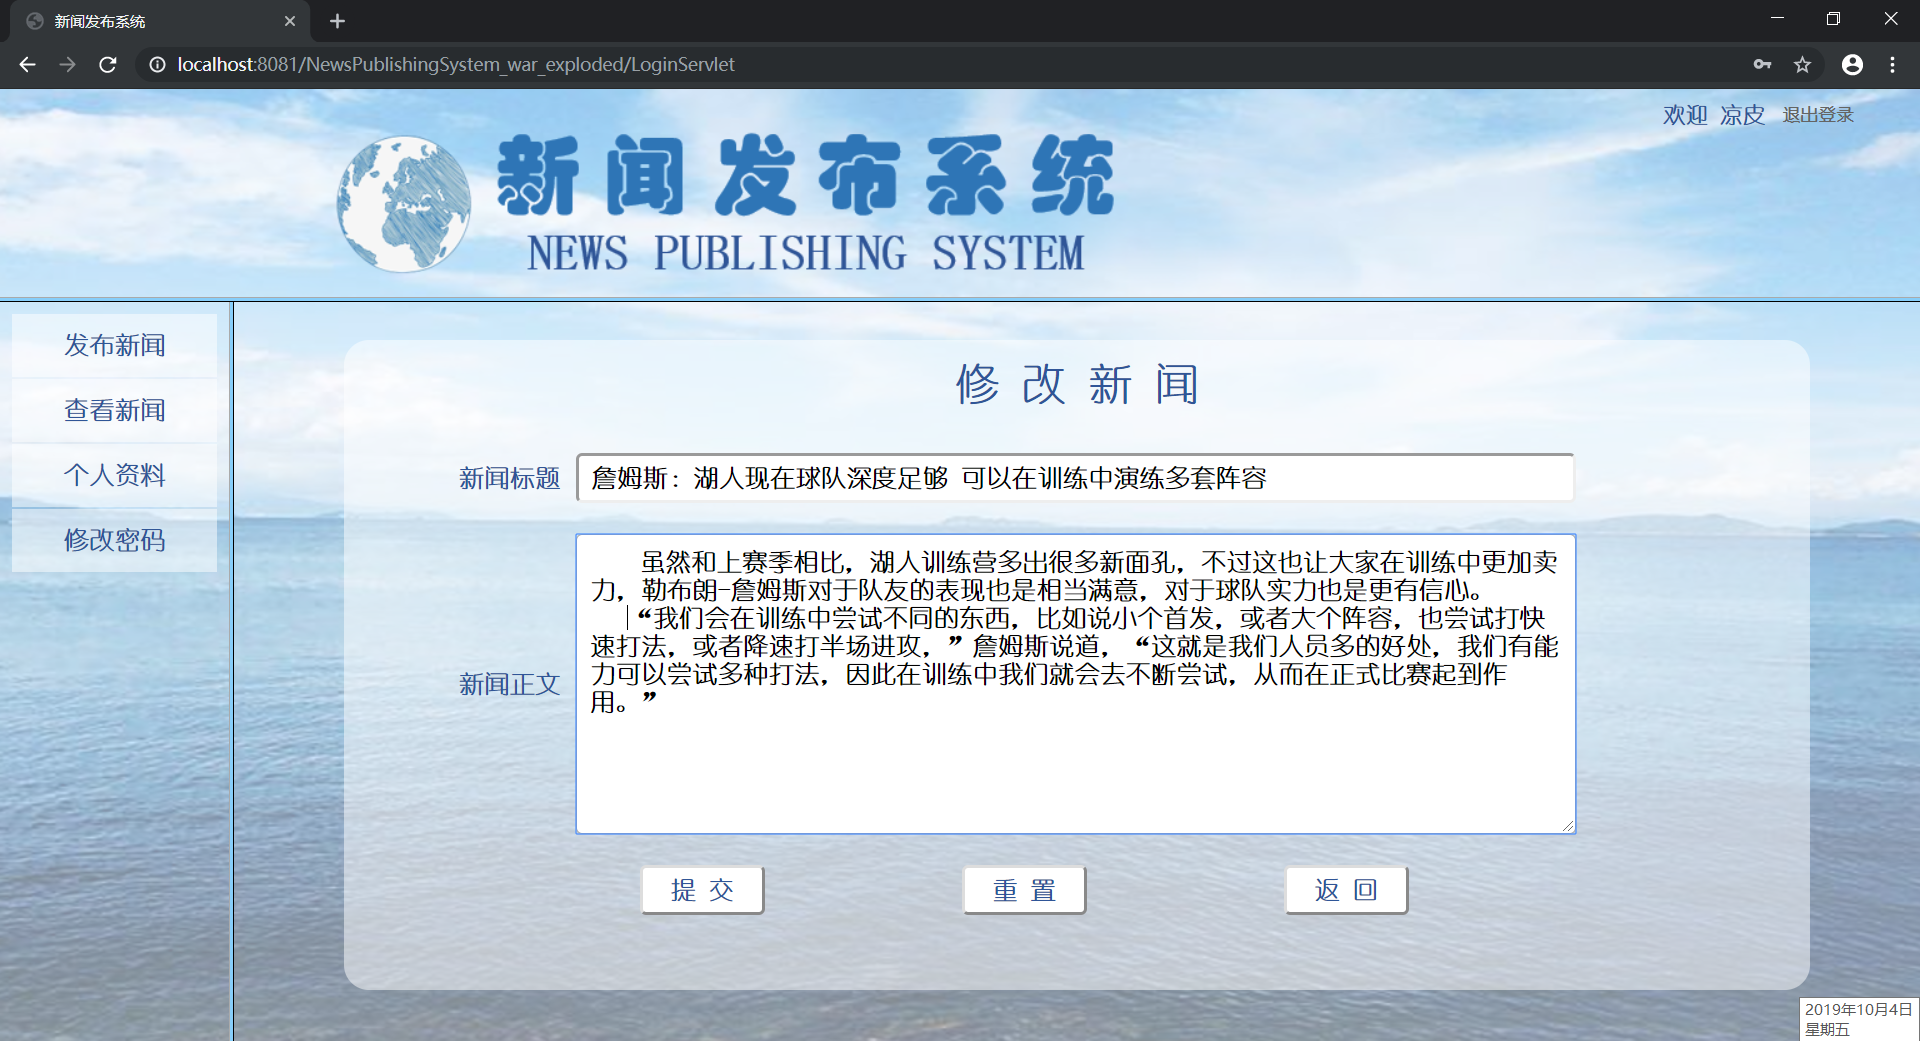 新闻发布系统
localhost:8081/NewsPublishingSystem_war_exploded/LoginServlet
欢迎 凉皮 退出登录
新闻发布系统
NEWS PUBLISHING SYSTEM
发布新闻
查看新闻
个人资料
修改密码
修改新闻
新闻标题
詹姆斯：湖人现在球队深度足够 可以在训练中演练多套阵容
新闻正文
虽然和上赛季相比，湖人训练营多出很多新面孔，不过这也让大家在训练中更加卖
力，勒布朗-詹姆斯对于队友的表现也是相当满意，对于球队实力也是更有信心。
“我们会在训练中尝试不同的东西，比如说小个首发，或者大个阵容，也尝试打快
速打法，或者降速打半场进攻，”詹姆斯说道，“这就是我们人员多的好处，我们有能
力可以尝试多种打法，因此在训练中我们就会去不断尝试，从而在正式比赛起到作
用。”
提 交
重 置
返 回
2019年10月4日
星期五